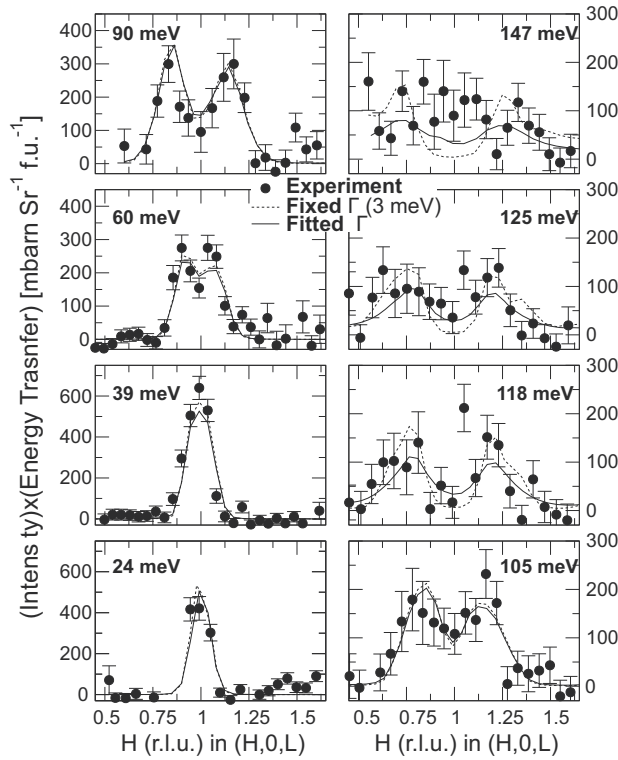 (Intens ty)x(Energy Trasnfer) [mbarn Sr⁻¹ f.u.⁻¹]
90 meV
400
300
200
100
0
60 meV
400
300
200
100
0
39 meV
600
400
200
0
24 meV
600
400
200
0
0.5 0.75 1 1.25 1.5
H (r.l.u.) in (H,0,L)
147 meV
300
200
100
0
Experiment
Fixed Γ (3 meV)
Fitted Γ
125 meV
300
200
100
0
118 meV
300
200
100
0
105 meV
300
200
100
0
0.5 0.75 1 1.25 1.5
H (r.l.u.) in (H,0,L)